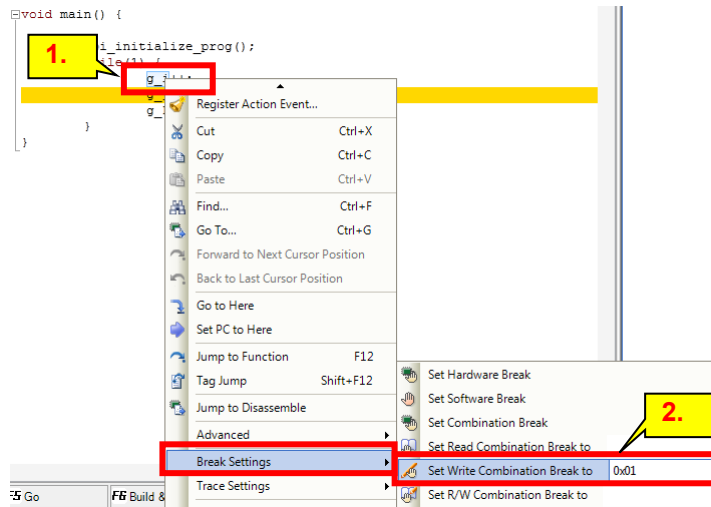 void main() {
i_initialize_prog();
1.
g_i++;
g_
g_
}
}
Register Action Event...
Cut Ctrl+X
Copy Ctrl+C
Paste Ctrl+V
Find... Ctrl+F
Go To... Ctrl+G
Forward to Next Cursor Position
Back to Last Cursor Position
Go to Here
Set PC to Here
Jump to Function F12
Tag Jump Shift+F12
Jump to Disassemble
Advanced
Break Settings
Trace Settings
Set Hardware Break
Set Software Break
Set Combination Break
2.
Set Read Combination Break to
Set Write Combination Break to 0x01
Set R/W Combination Break to
F5 Go
F6 Build &